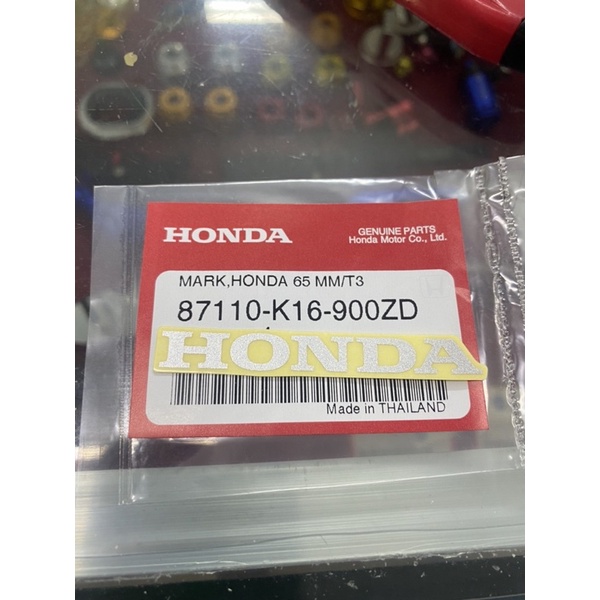 HONDA
GENUINE PARTS
Honda Motor Co., Ltd.
MARK,HONDA 65 MM/T3
87110-K16-900ZD
HONDA
Made in THAILAND